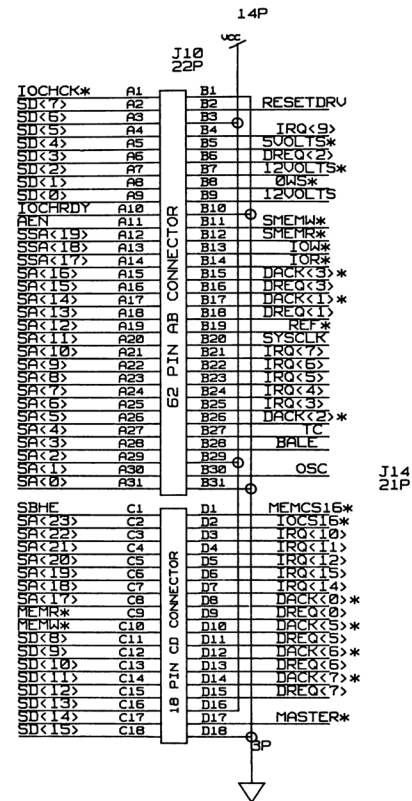 14P
VCC
J10
22P
IOCHCK* A1 B1
SD<7> A2 B2 RESETDRV
SD<6> A3 B3
SD<5> A4 B4 IRQ<9>
SD<4> A5 B5 5VOLTS*
SD<3> A6 B6 DREQ<2>
SD<2> A7 B7 12VOLTS*
SD<1> A8 B8 0WS*
SD<0> A9 B9 12VOLTS
IOCHRDY A10 B10
AEN A11 B11 SMEMW*
SSA<19> A12 B12 SMEMR*
SSA<18> A13 B13 IOW*
SSA<17> A14 B14 IOR*
SA<16> A15 B15 DACK<3>*
SA<15> A16 B16 DREQ<3>
SA<14> A17 B17 DACK<1>*
SA<13> A18 B18 DREQ<1>
SA<12> A19 B19 REF*
SA<11> A20 B20 SYSCLK
SA<10> A21 B21 IRQ<7>
SA<9> A22 B22 IRQ<6>
SA<8> A23 B23 IRQ<5>
SA<7> A24 B24 IRQ<4>
SA<6> A25 B25 IRQ<3>
SA<5> A26 B26 DACK<2>*
SA<4> A27 B27 TC
SA<3> A28 B28 BALE
SA<2> A29 B29
SA<1> A30 B30 OSC
SA<0> A31 B31
62 PIN AB CONNECTOR
J14
21P
SBHE C1 D1 MEMCS16*
SA<23> C2 D2 IOCS16*
SA<22> C3 D3 IRQ<10>
SA<21> C4 D4 IRQ<11>
SA<20> C5 D5 IRQ<12>
SA<19> C6 D6 IRQ<15>
SA<18> C7 D7 IRQ<14>
SA<17> C8 D8 DACK<0>*
MEMR* C9 D9 DREQ<0>
MEMW* C10 D10 DACK<5>*
SD<8> C11 D11 DREQ<5>
SD<9> C12 D12 DACK<6>*
SD<10> C13 D13 DREQ<6>
SD<11> C14 D14 DACK<7>*
SD<12> C15 D15 DREQ<7>
SD<13> C16 D16
SD<14> C17 D17 MASTER*
SD<15> C18 D18
18 PIN CD CONNECTOR
3P